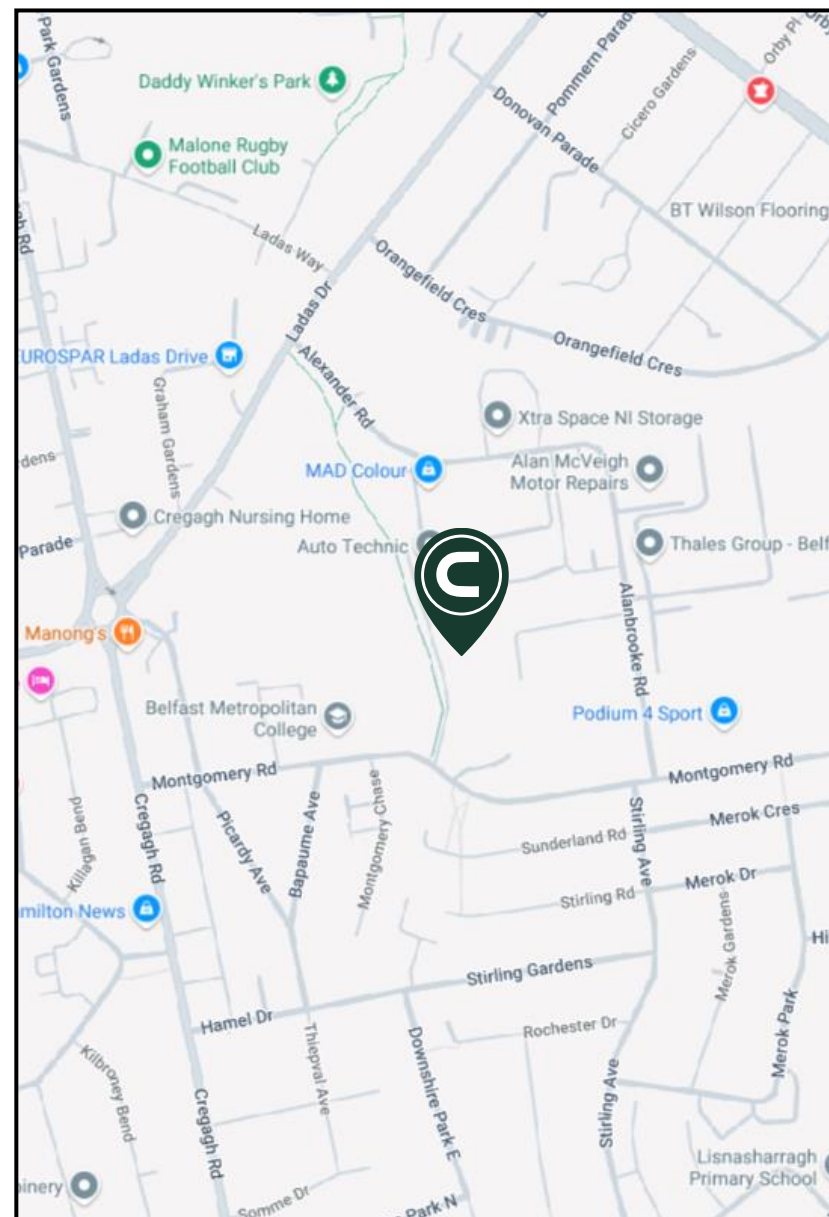 Park Gardens
Orby Pl
Daddy Winker's Park
Pommern Parade
Cicero Gardens
Donovan Parade
Malone Rugby
Football Club
BT Wilson Flooring
Ladas Way
Orangefield Cres
gh Rd
Ladas Dr
Orangefield Cres
EUROSPAR Ladas Drive
Alexander Rd
Graham Gardens
Xtra Space NI Storage
dens
MAD Colour
Alan McVeigh
Motor Repairs
Cregagh Nursing Home
Parade
Auto Technic
Thales Group - Belf
C
Alanbrooke Rd
Manong's
Belfast Metropolitan
College
Podium 4 Sport
Montgomery Rd
Montgomery Rd
Cregagh Rd
Killagan Bend
Picardy Ave
Bapaume Ave
Montgomery Chase
Stirling Ave
Merok Cres
Sunderland Rd
Merok Dr
Stirling Rd
milton News
Merok Gardens
Hi
Stirling Gardens
Hamel Dr
Rochester Dr
Merok Park
Thiepval Ave
Downshire Park E
Kilbroney Bend
Stirling Ave
Cregagh Rd
Lisnasharragh
Primary School
inery
Somme Dr
Park N